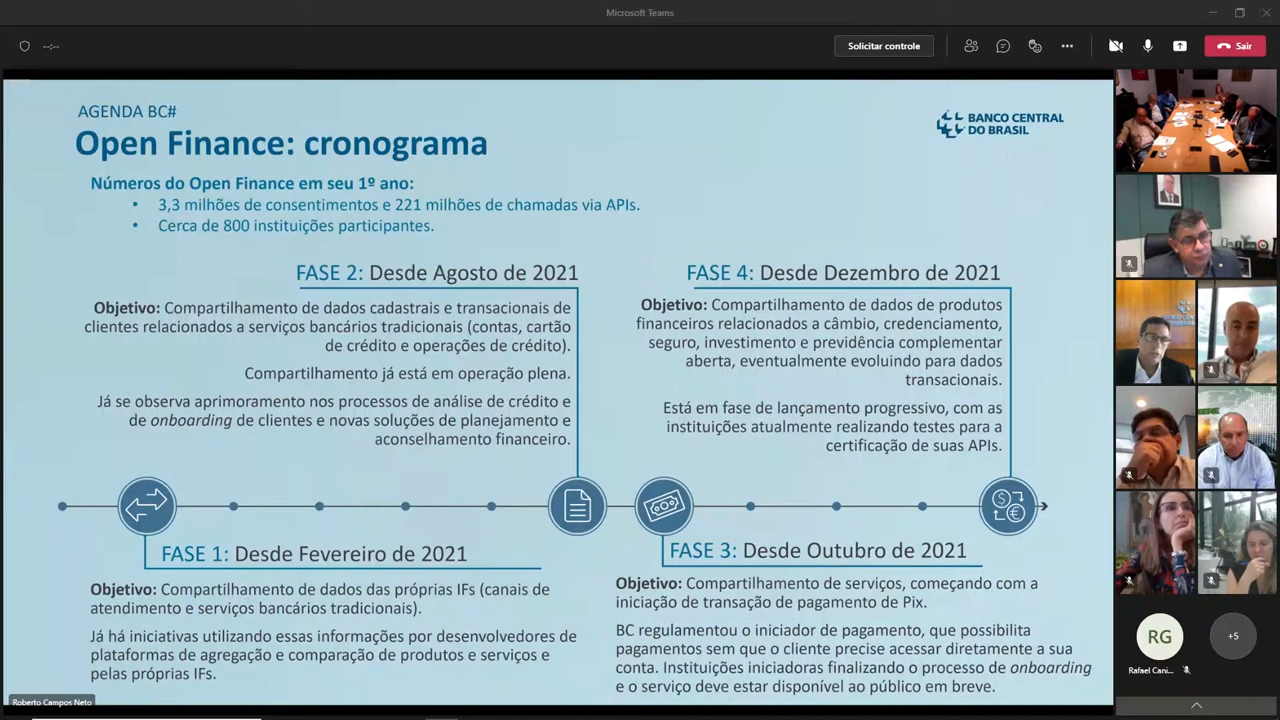 Microsoft Teams
--:--
Solicitar controle
Sair
AGENDA BC#
Open Finance: cronograma
BANCO CENTRAL
DO BRASIL
Números do Open Finance em seu 1º ano:
• 3,3 milhões de consentimentos e 221 milhões de chamadas via APIs.
• Cerca de 800 instituições participantes.
FASE 2: Desde Agosto de 2021
Objetivo: Compartilhamento de dados cadastrais e transacionais de
clientes relacionados a serviços bancários tradicionais (contas, cartão
de crédito e operações de crédito).
Compartilhamento já está em operação plena.
Já se observa aprimoramento nos processos de análise de crédito e
de onboarding de clientes e novas soluções de planejamento e
aconselhamento financeiro.
FASE 4: Desde Dezembro de 2021
Objetivo: Compartilhamento de dados de produtos
financeiros relacionados a câmbio, credenciamento,
seguro, investimento e previdência complementar
aberta, eventualmente evoluindo para dados
transacionais.
Está em fase de lançamento progressivo, com as
instituições atualmente realizando testes para a
certificação de suas APIs.
FASE 1: Desde Fevereiro de 2021
Objetivo: Compartilhamento de dados das próprias IFs (canais de
atendimento e serviços bancários tradicionais).
Já há iniciativas utilizando essas informações por desenvolvedores de
plataformas de agregação e comparação de produtos e serviços e
pelas próprias IFs.
FASE 3: Desde Outubro de 2021
Objetivo: Compartilhamento de serviços, começando com a
iniciação de transação de pagamento de Pix.
BC regulamentou o iniciador de pagamento, que possibilita
pagamentos sem que o cliente precise acessar diretamente a sua
conta. Instituições iniciadoras finalizando o processo de onboarding
e o serviço deve estar disponível ao público em breve.
RG
+5
Rafael Cani...
Roberto Campos Neto